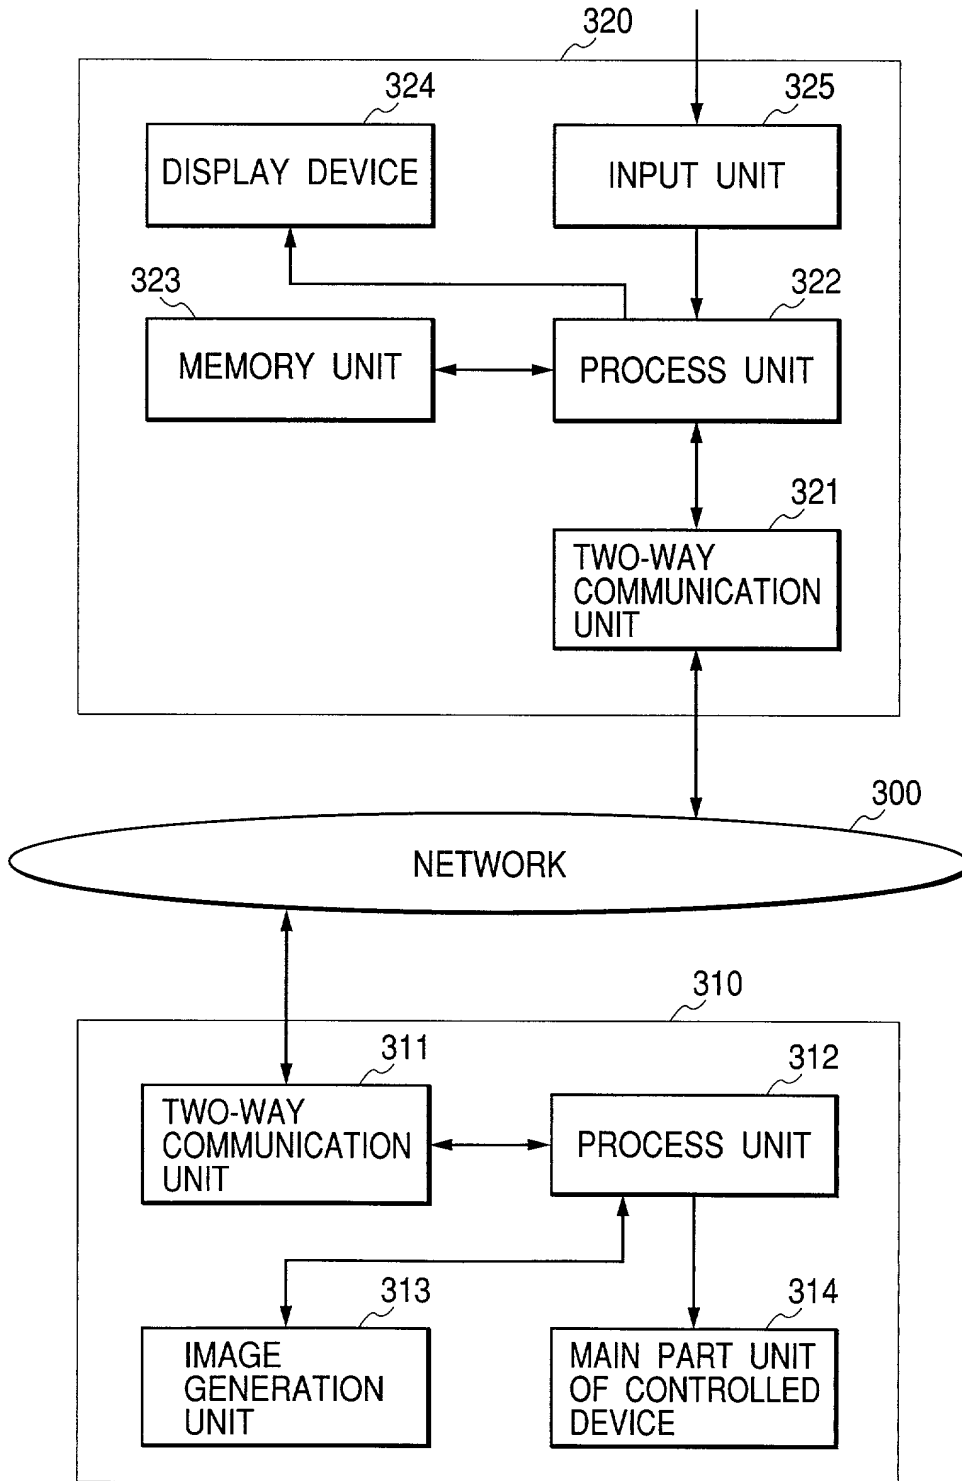 320
324
325
DISPLAY DEVICE
INPUT UNIT
323
322
MEMORY UNIT
PROCESS UNIT
321
TWO-WAY
COMMUNICATION
UNIT
300
NETWORK
310
311
312
TWO-WAY
COMMUNICATION
UNIT
PROCESS UNIT
313
314
IMAGE
GENERATION
UNIT
MAIN PART UNIT
OF CONTROLLED
DEVICE